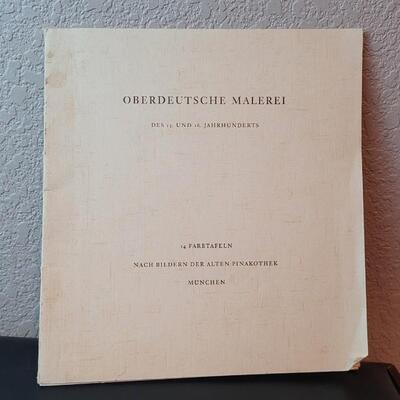 OBERDEUTSCHE MALEREI
DES 15. UND 16. JAHRHUNDERTS
14 FARBTAFELN
NACH BILDERN DER ALTEN PINAKOTHEK
MÜNCHEN